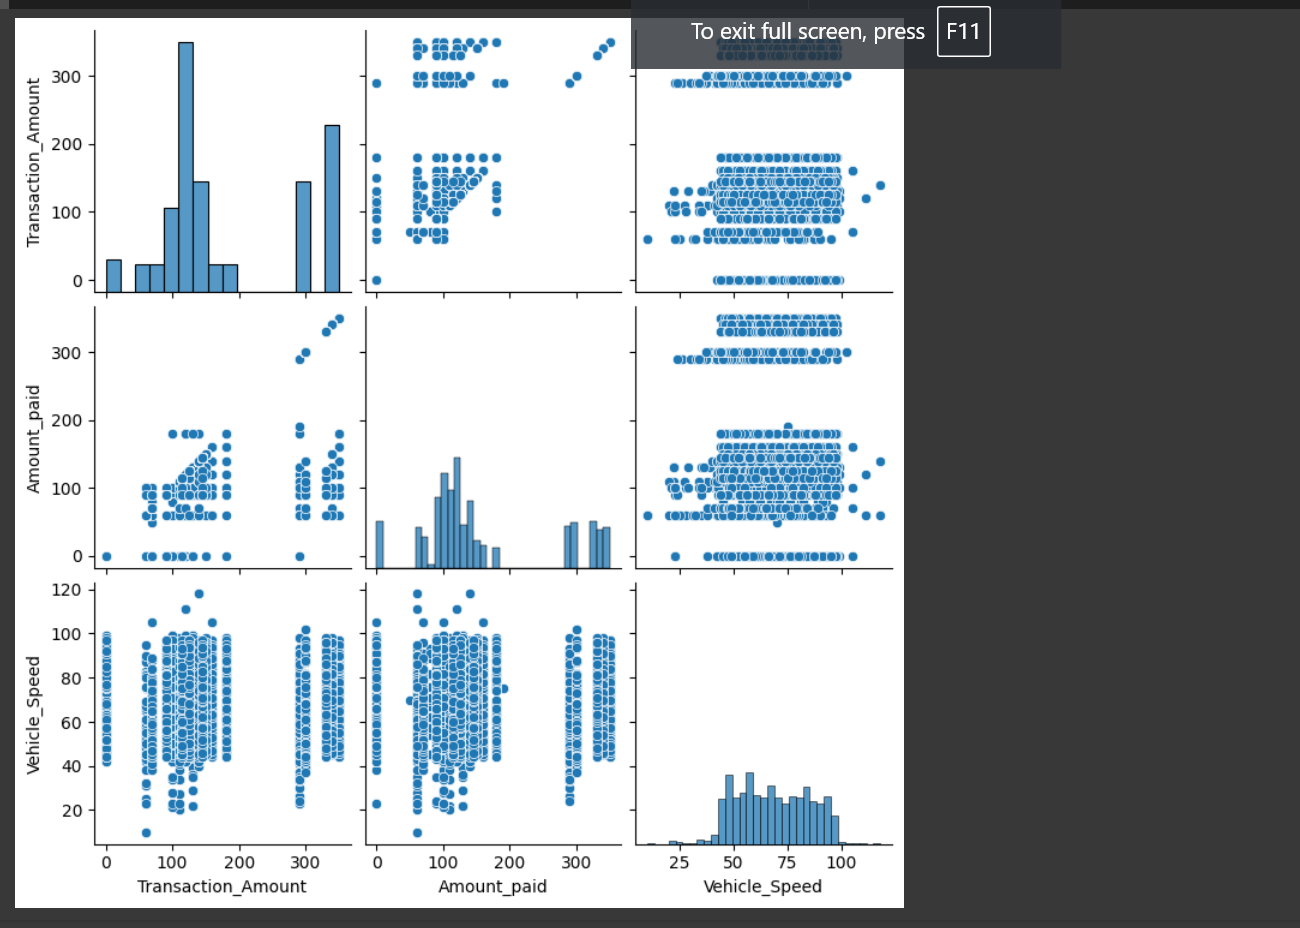 To exit full screen, press F11
Transaction_Amount
300
200
100
0
Amount_paid
300
200
100
0
Vehicle_Speed
120
100
80
60
40
20
0 100 200 300
0 100 200 300
25 50 75 100
Transaction_Amount
Amount_paid
Vehicle_Speed